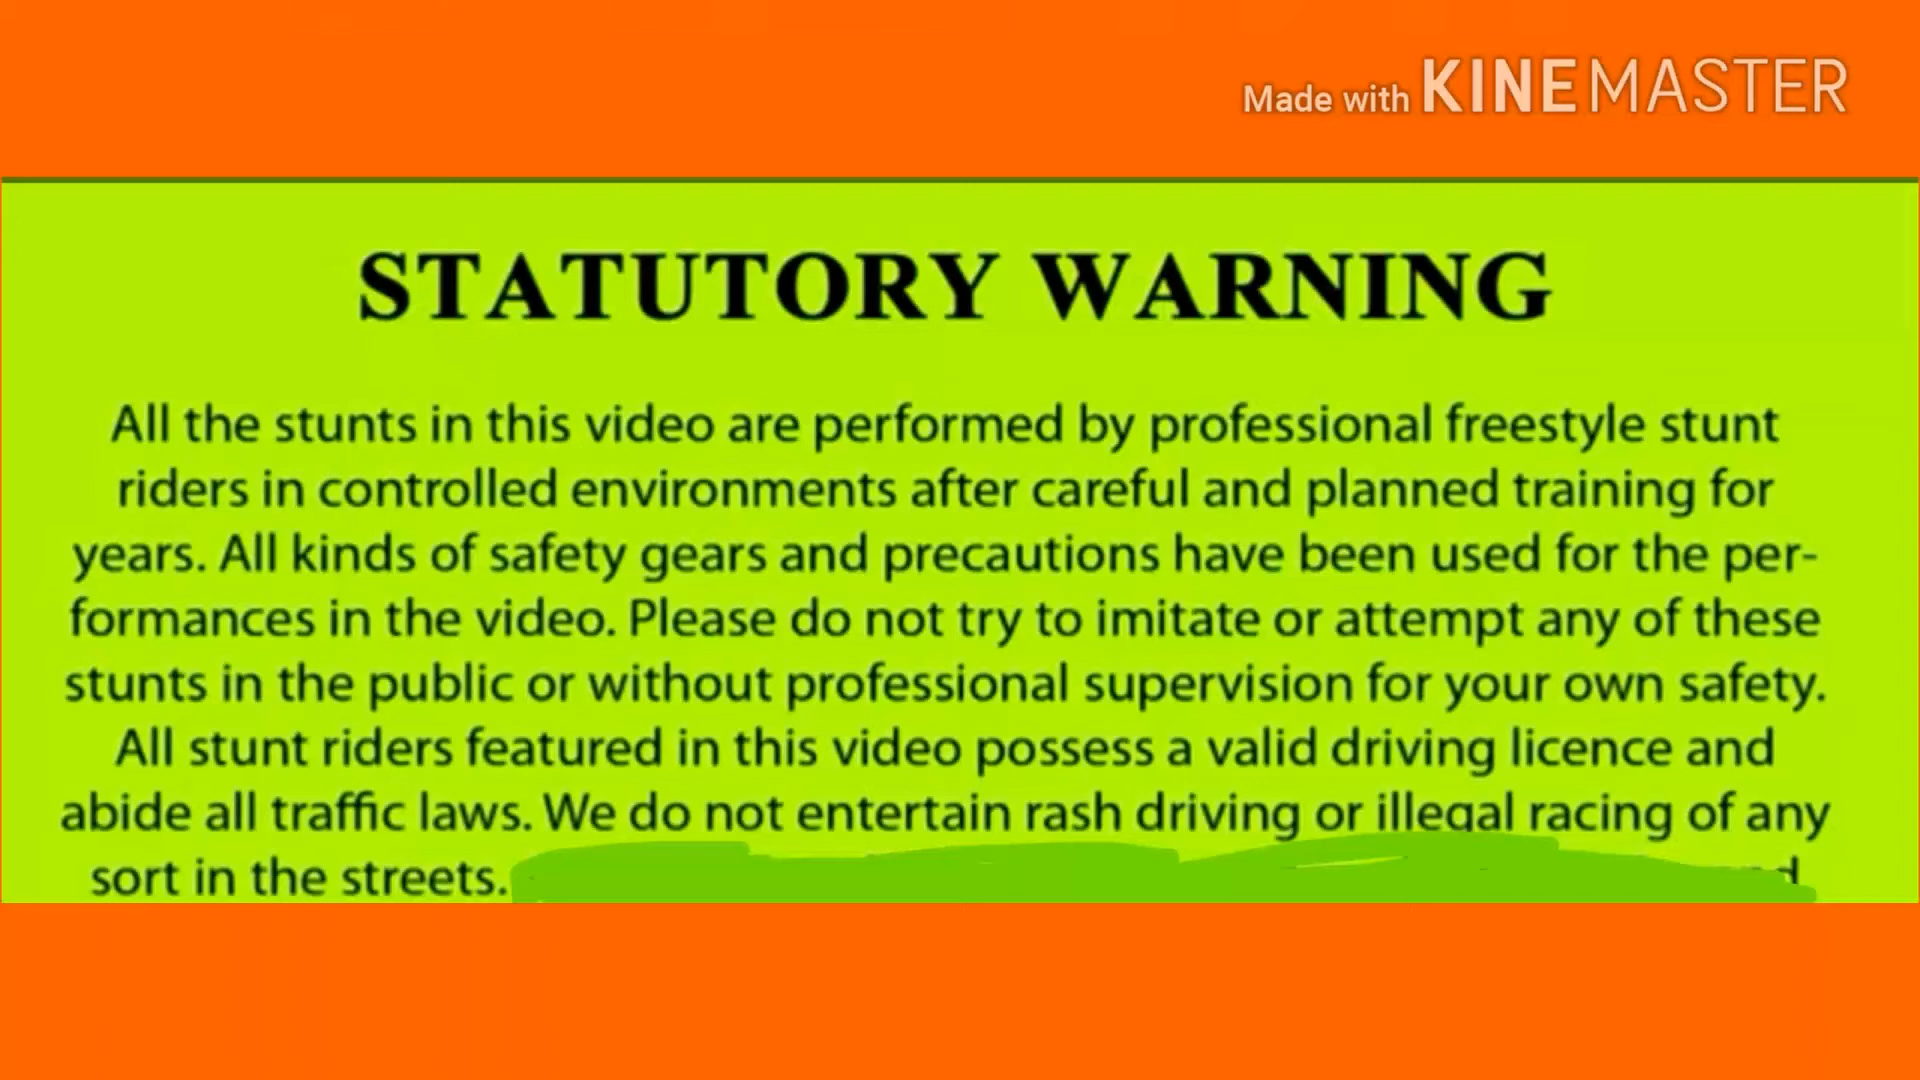 Made with KINEMASTER
STATUTORY WARNING
All the stunts in this video are performed by professional freestyle stunt
riders in controlled environments after careful and planned training for
years. All kinds of safety gears and precautions have been used for the per-
formances in the video. Please do not try to imitate or attempt any of these
stunts in the public or without professional supervision for your own safety.
All stunt riders featured in this video possess a valid driving licence and
abide all traffic laws. We do not entertain rash driving or illegal racing of any
sort in the streets.